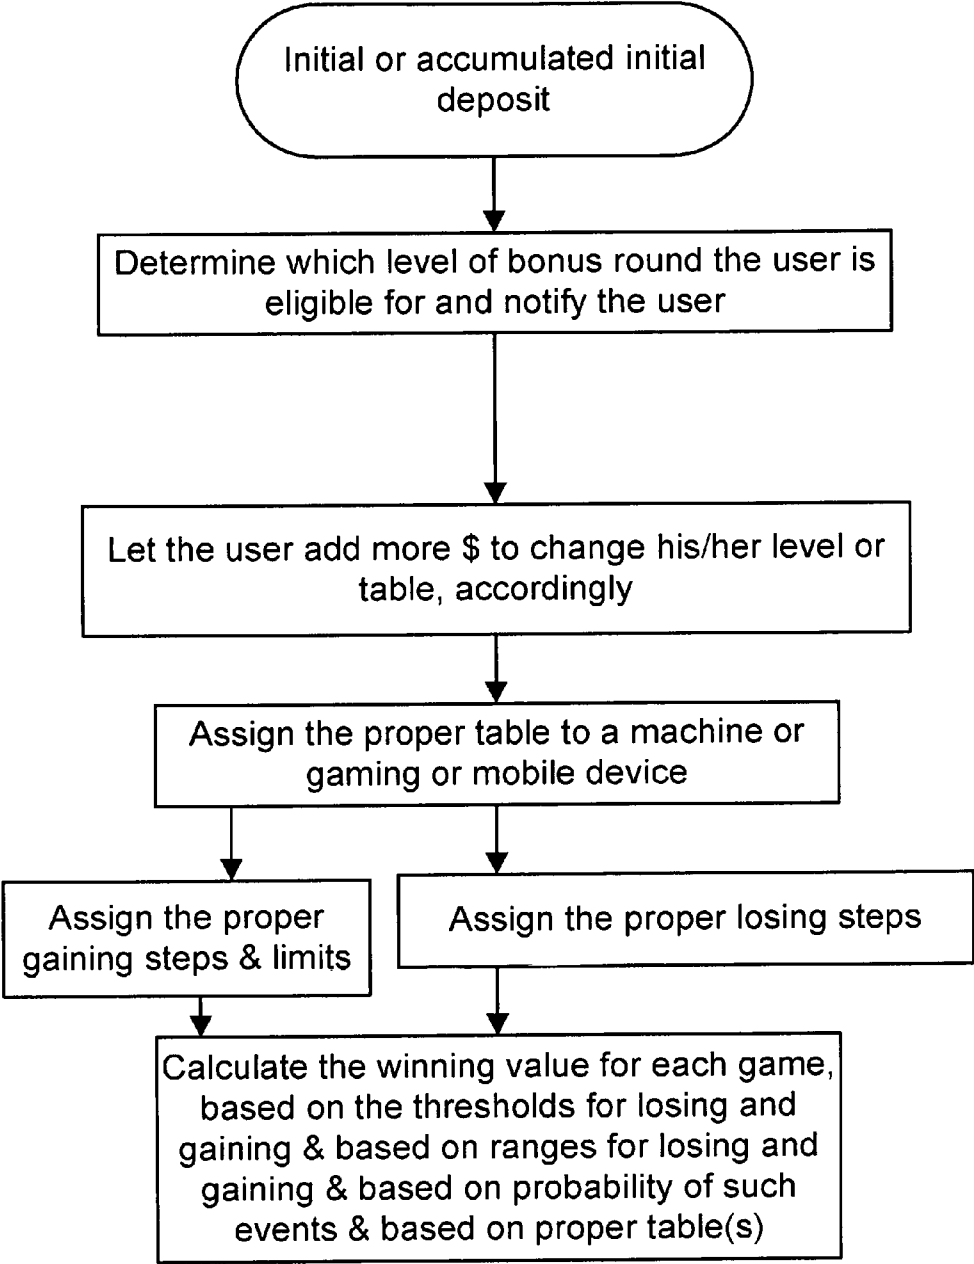 Initial or accumulated initial
deposit
Determine which level of bonus round the user is
eligible for and notify the user
Let the user add more $ to change his/her level or
table, accordingly
Assign the proper table to a machine or
gaming or mobile device
Assign the proper
gaining steps & limits
Assign the proper losing steps
Calculate the winning value for each game,
based on the thresholds for losing and
gaining & based on ranges for losing and
gaining & based on probability of such
events & based on proper table(s)